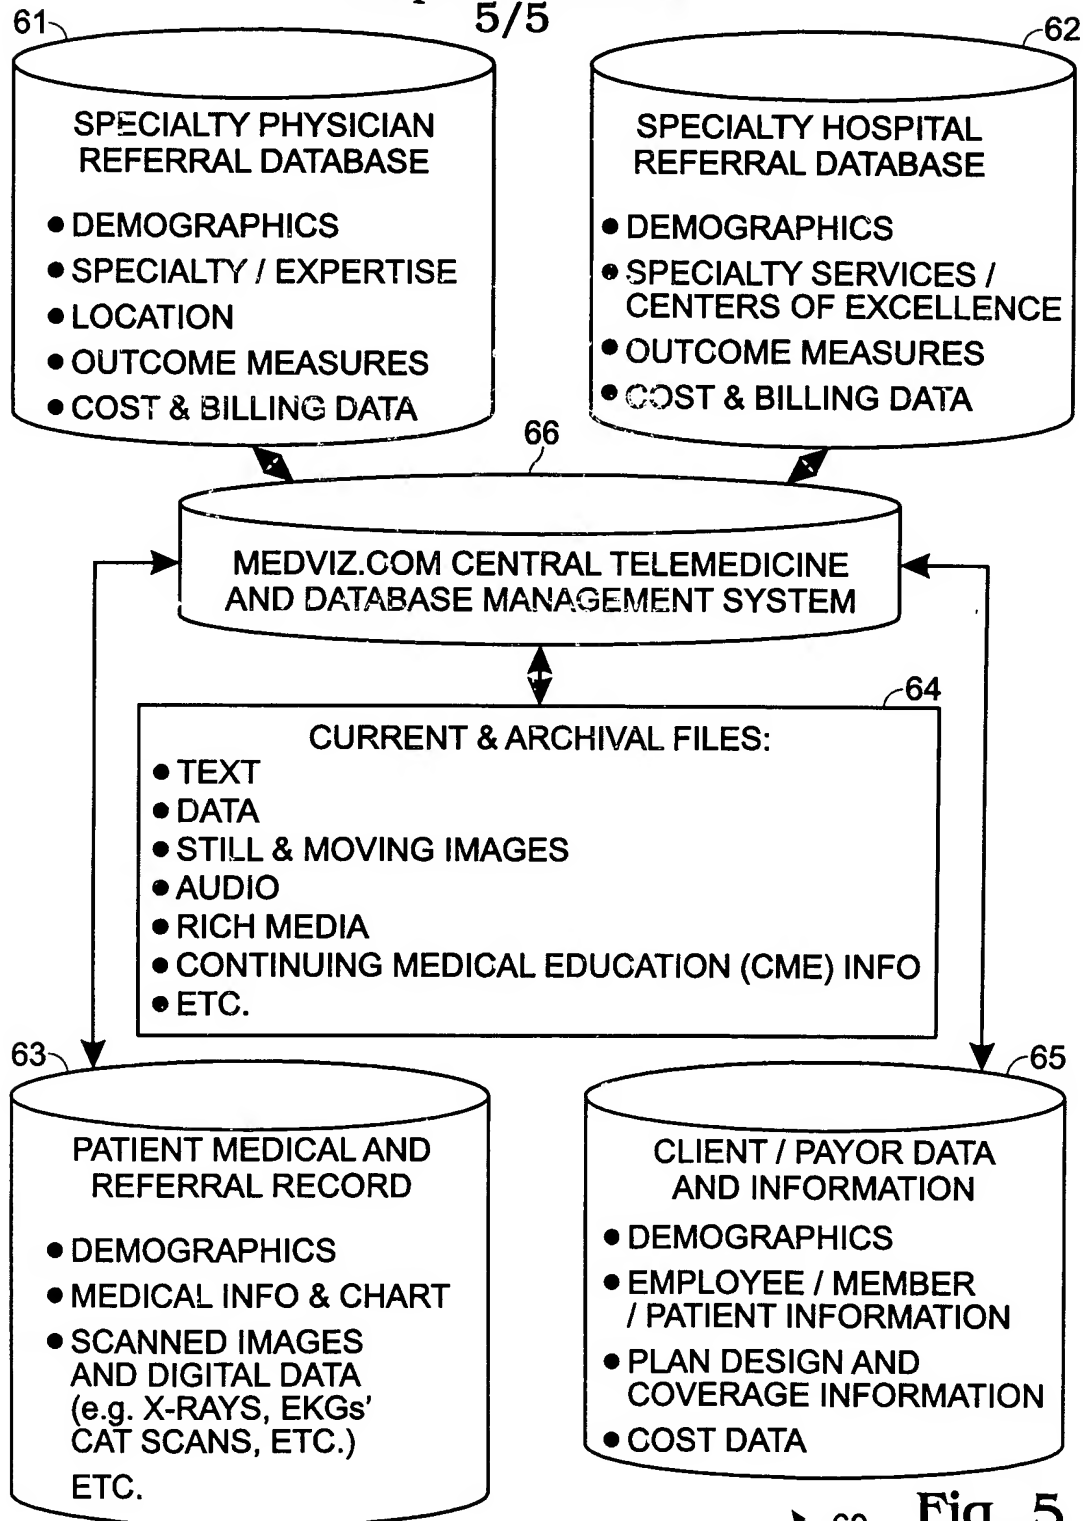 5/5
61
62
SPECIALTY PHYSICIAN
REFERRAL DATABASE
● DEMOGRAPHICS
● SPECIALTY / EXPERTISE
● LOCATION
● OUTCOME MEASURES
● COST & BILLING DATA
SPECIALTY HOSPITAL
REFERRAL DATABASE
● DEMOGRAPHICS
● SPECIALTY SERVICES /
CENTERS OF EXCELLENCE
● OUTCOME MEASURES
● COST & BILLING DATA
66
MEDVIZ.COM CENTRAL TELEMEDICINE
AND DATABASE MANAGEMENT SYSTEM
64
CURRENT & ARCHIVAL FILES:
● TEXT
● DATA
● STILL & MOVING IMAGES
● AUDIO
● RICH MEDIA
● CONTINUING MEDICAL EDUCATION (CME) INFO
● ETC.
63
PATIENT MEDICAL AND
REFERRAL RECORD
● DEMOGRAPHICS
● MEDICAL INFO & CHART
● SCANNED IMAGES
AND DIGITAL DATA
(e.g. X-RAYS, EKGs'
CAT SCANS, ETC.)
ETC.
65
CLIENT / PAYOR DATA
AND INFORMATION
● DEMOGRAPHICS
● EMPLOYEE / MEMBER
/ PATIENT INFORMATION
● PLAN DESIGN AND
COVERAGE INFORMATION
● COST DATA
60
Fig. 5